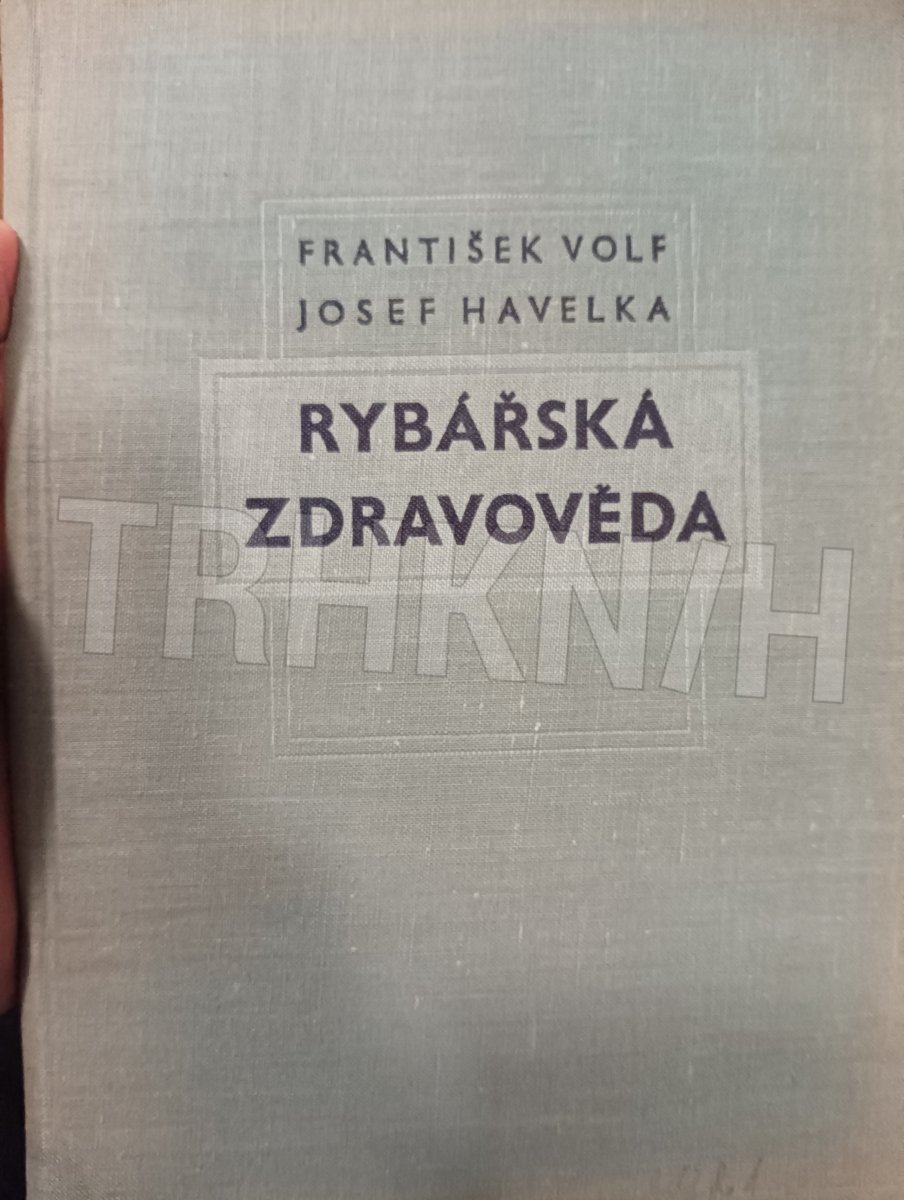 FRANTIŠEK VOLF
JOSEF HAVELKA
RYBÁŘSKÁ
ZDRAVOVĚDA
TRHKNIH